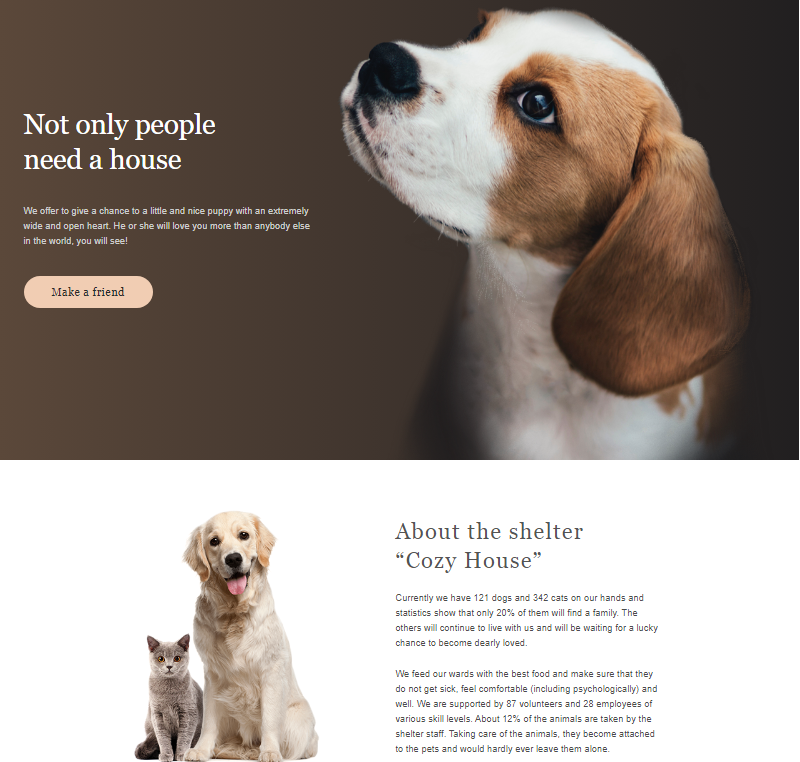 Not only people
need a house
We offer to give a chance to a little and nice puppy with an extremely
wide and open heart. He or she will love you more than anybody else
in the world, you will see!
Make a friend
About the shelter
“Cozy House”
Currently we have 121 dogs and 342 cats on our hands and
statistics show that only 20% of them will find a family. The
others will continue to live with us and will be waiting for a lucky
chance to become dearly loved.
We feed our wards with the best food and make sure that they
do not get sick, feel comfortable (including psychologically) and
well. We are supported by 87 volunteers and 28 employees of
various skill levels. About 12% of the animals are taken by the
shelter staff. Taking care of the animals, they become attached
to the pets and would hardly ever leave them alone.